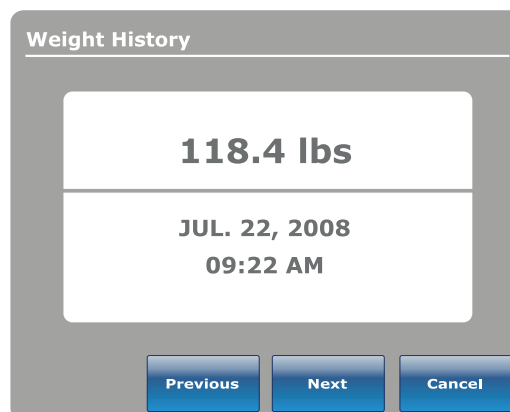 Weight History
118.4 lbs
JUL. 22, 2008
09:22 AM
Previous Next Cancel